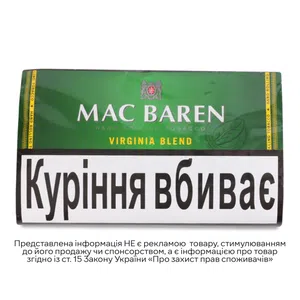 MAC BAREN
VIRGINIA BLEND
Куріння вбиває
Представлена інформація НЕ є рекламою товару, стимулюванням
до його продажу чи спонсорством, а є інформацією про товар
згідно із ст. 15 Закону України «Про захист прав споживачів»